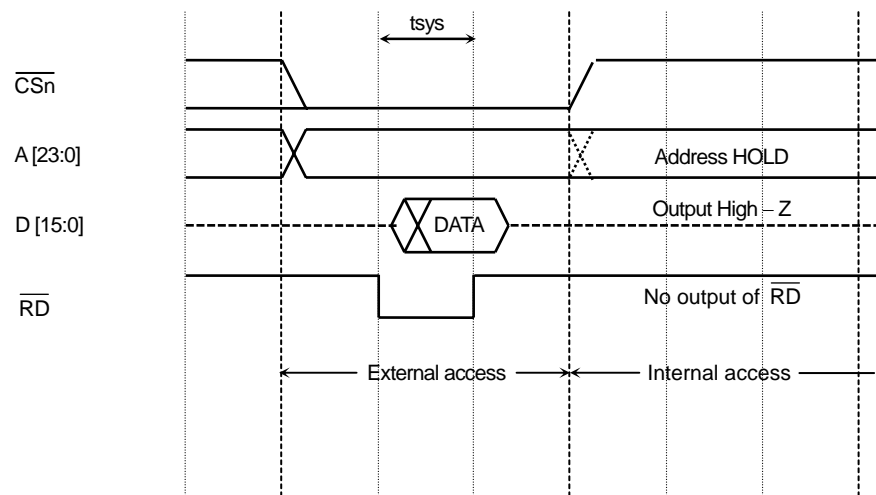 tsys
CSn
A [23:0]
Address HOLD
D [15:0]
DATA
Output High – Z
RD
No output of RD
External access
Internal access